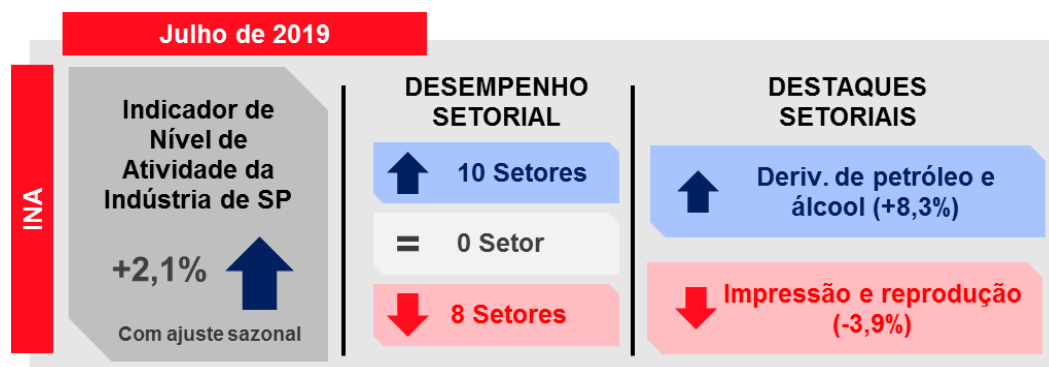 Julho de 2019
INA
Indicador de
Nível de
Atividade da
Indústria de SP
+2,1%
Com ajuste sazonal
DESEMPENHO
SETORIAL
10 Setores
= 0 Setor
8 Setores
DESTAQUES
SETORIAIS
Deriv. de petróleo e
álcool (+8,3%)
Impressão e reprodução
(-3,9%)